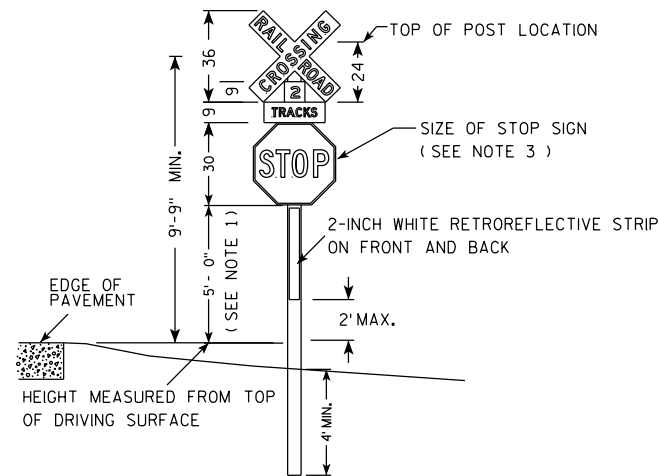 TOP OF POST LOCATION
RAIL ROAD
CROSSING
36
24
9
2
9
TRACKS
SIZE OF STOP SIGN
( SEE NOTE 3 )
STOP
30
9'-9" MIN.
2-INCH WHITE RETROREFLECTIVE STRIP
ON FRONT AND BACK
5'- 0"
( SEE NOTE 1 )
EDGE OF
PAVEMENT
2' MAX.
HEIGHT MEASURED FROM TOP
OF DRIVING SURFACE
4' MIN.